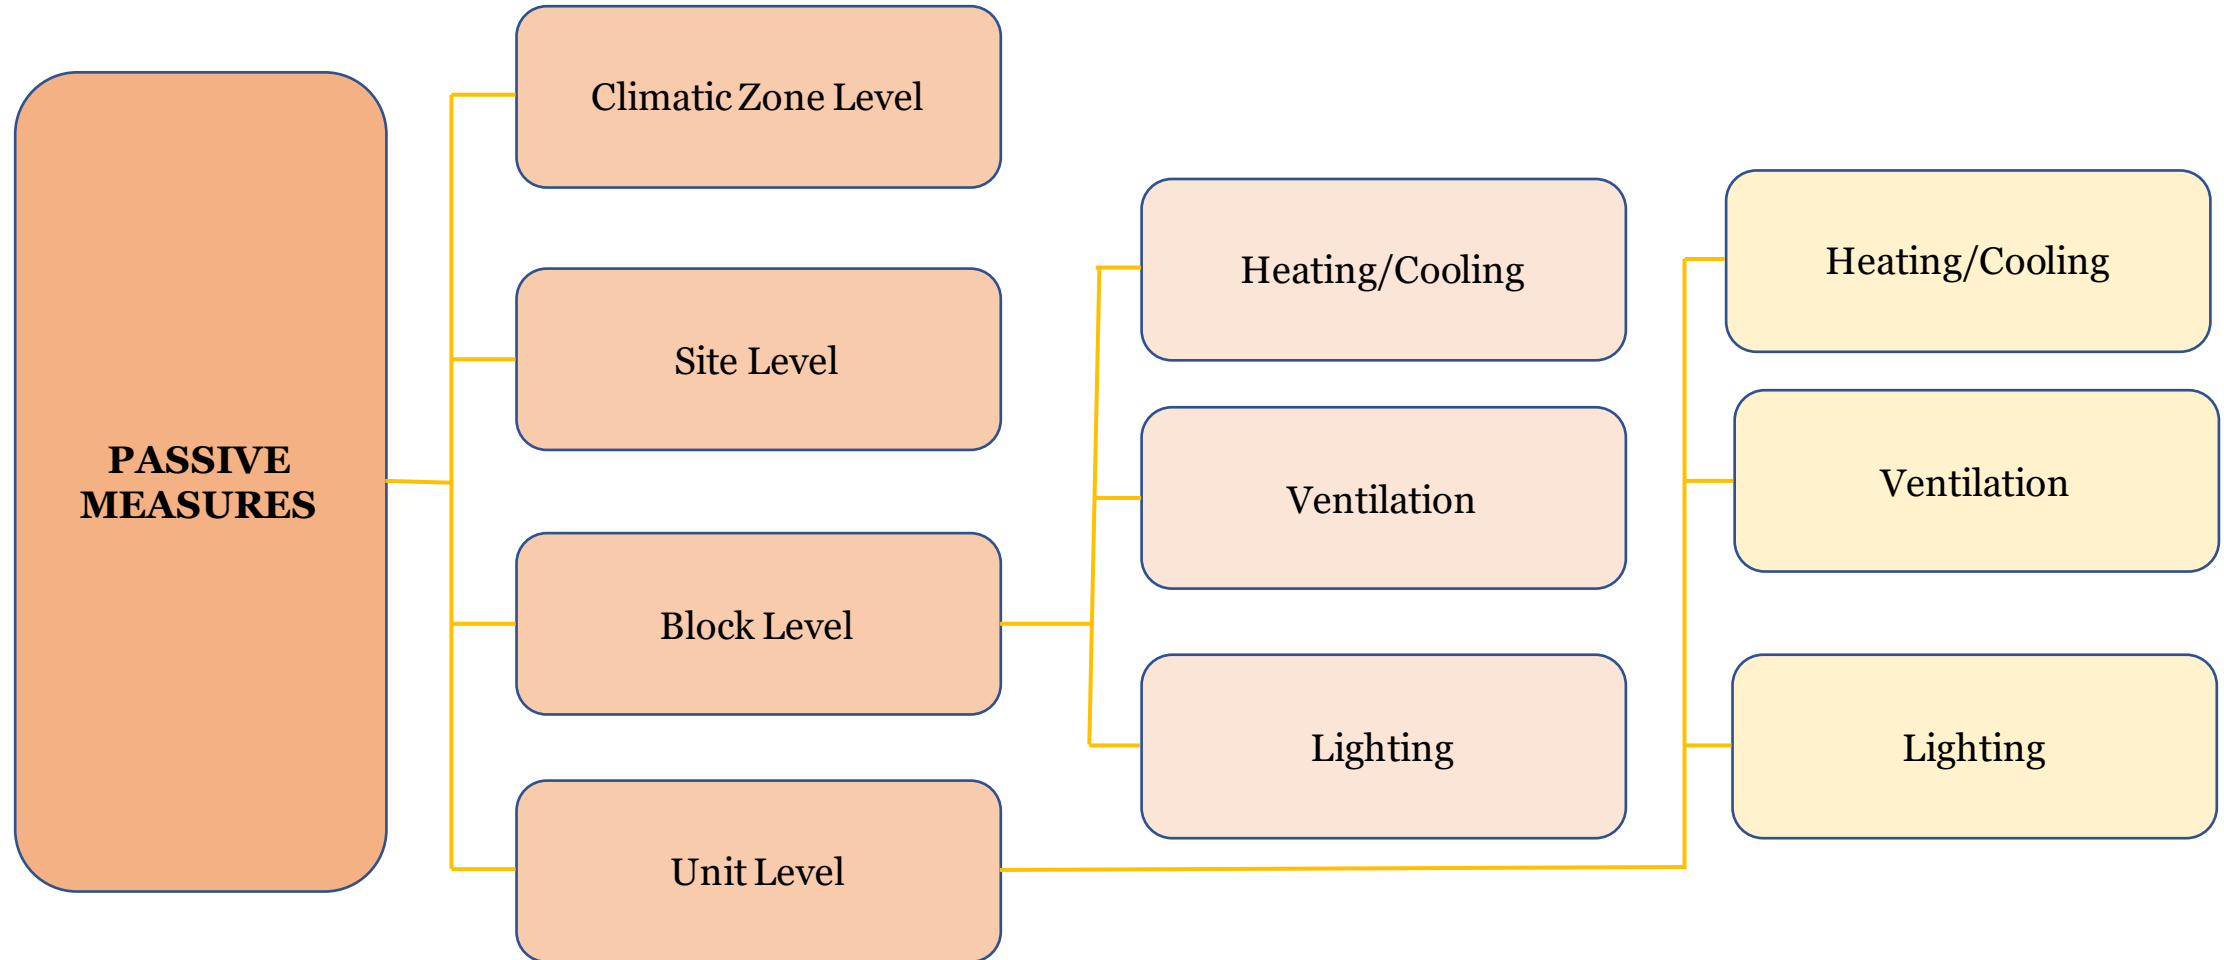 PASSIVE
MEASURES
Climatic Zone Level
Site Level
Block Level
Unit Level
Heating/Cooling
Ventilation
Lighting
Heating/Cooling
Ventilation
Lighting